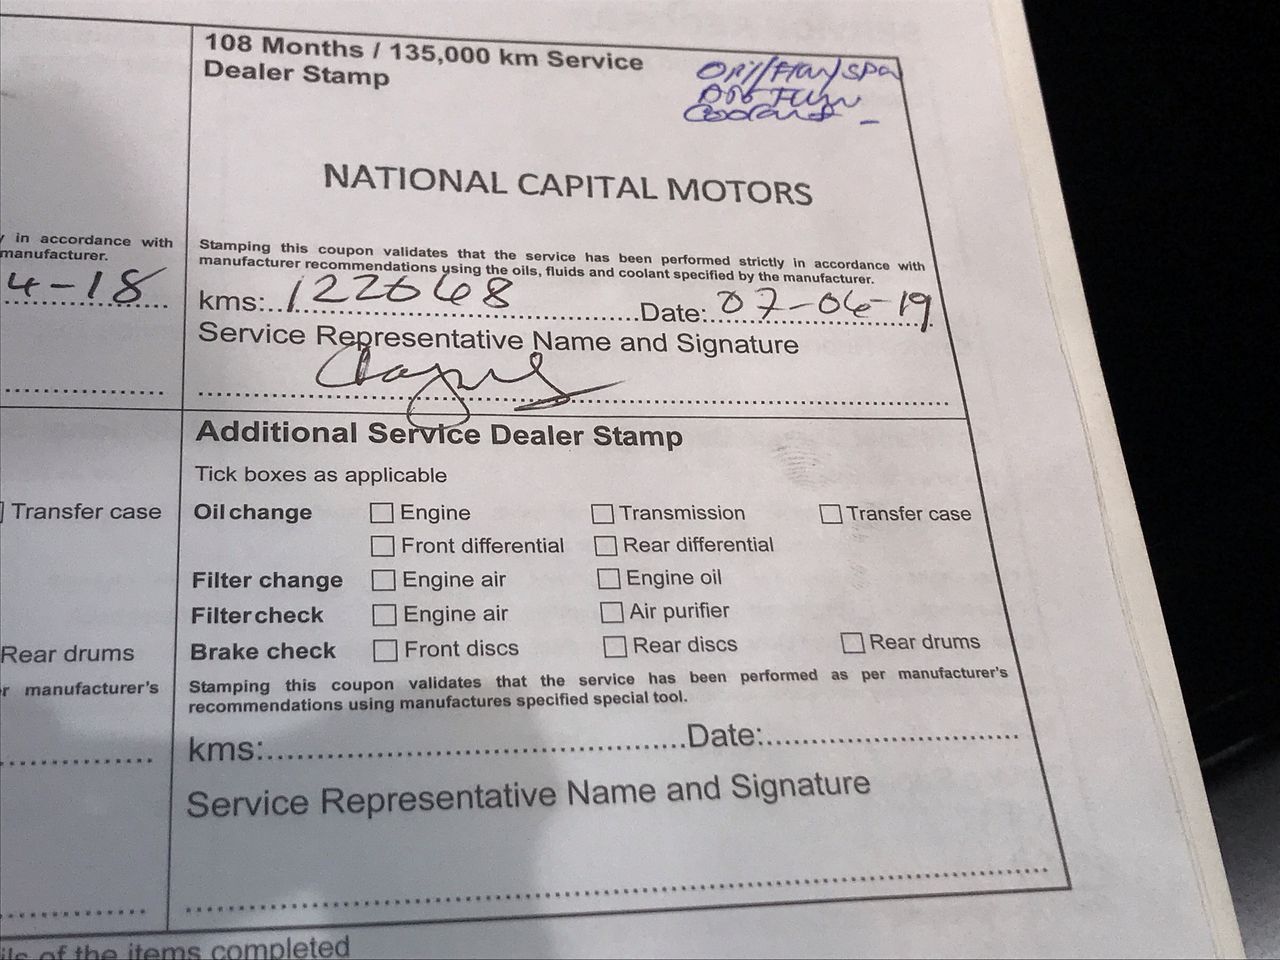 108 Months / 135,000 km Service
Dealer Stamp
Coolant
NATIONAL CAPITAL MOTORS
Stamping this coupon validates that the service has been performed strictly in accordance with
manufacturer recommendations using the oils, fluids and coolant specified by the manufacturer.
kms: 122648 Date: 07-06-19
Service Representative Name and Signature
Additional Service Dealer Stamp
Tick boxes as applicable
Oil change Engine Transmission Transfer case
Front differential Rear differential
Filter change Engine air Engine oil
Filter check Engine air Air purifier
Brake check Front discs Rear discs Rear drums
Stamping this coupon validates that the service has been performed as per manufacturer's
recommendations using manufactures specified special tool.
kms: Date:
Service Representative Name and Signature
in accordance with
manufacturer.
4-18
Transfer case
Rear drums
manufacturer's
of the items completed